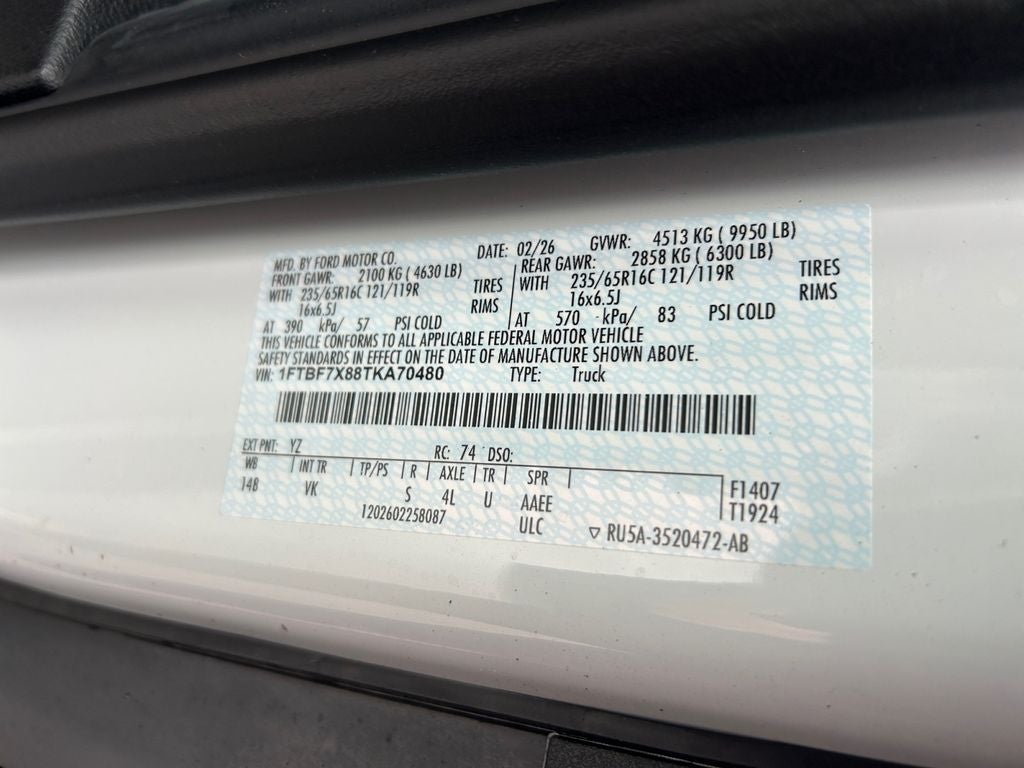 MFD. BY FORD MOTOR CO. DATE: 02/26 GVWR: 4513 KG ( 9950 LB)
FRONT GAWR: 2100 KG ( 4630 LB) REAR GAWR: 2858 KG ( 6300 LB)
WITH 235/65R16C 121/119R TIRES WITH 235/65R16C 121/119R TIRES
16x6.5J RIMS 16x6.5J RIMS
AT 390 kPa/ 57 PSI COLD AT 570 kPa/ 83 PSI COLD
THIS VEHICLE CONFORMS TO ALL APPLICABLE FEDERAL MOTOR VEHICLE
SAFETY STANDARDS IN EFFECT ON THE DATE OF MANUFACTURE SHOWN ABOVE.
VIN: 1FTBF7X88TKA70480 TYPE: Truck
EXT PNT: YZ RC: 74 DSO:
WB INT TR TP/PS R AXLE TR SPR F1407
148 VK S 4L U AAEE T1924
1202602258087 ULC ▽ RU5A-3520472-AB